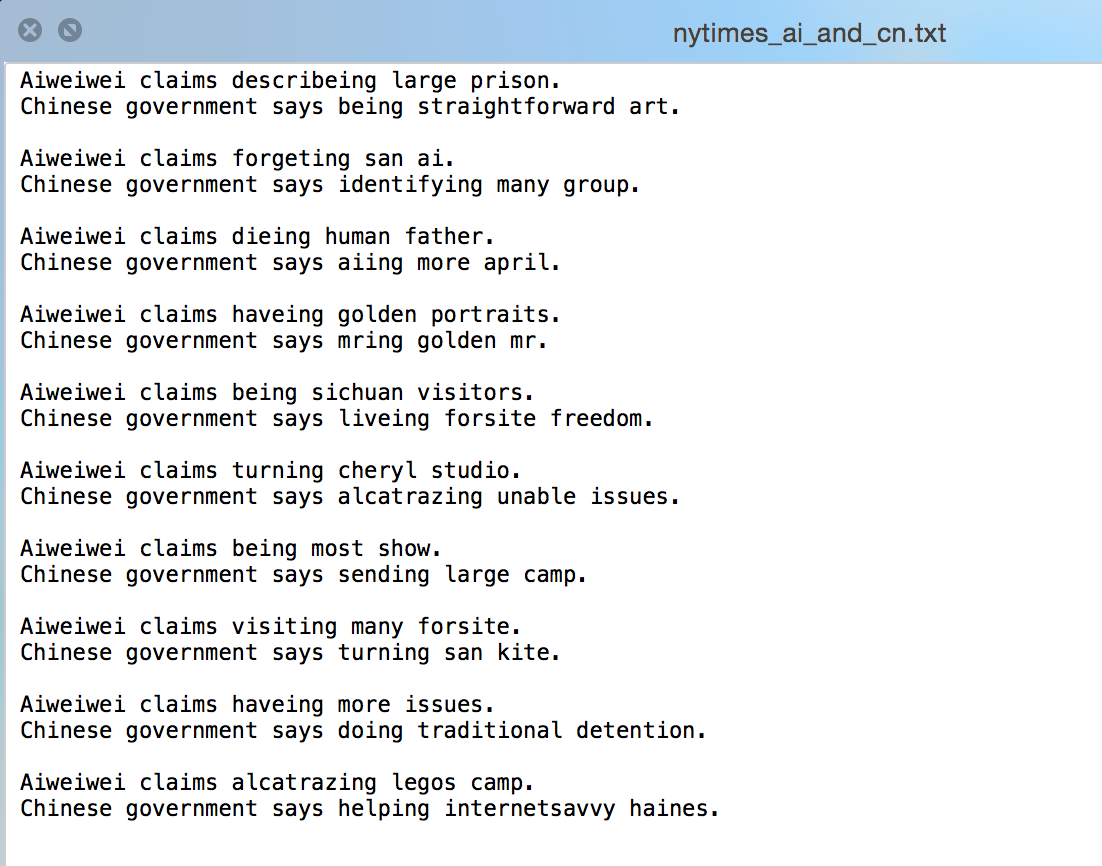 nytimes_ai_and_cn.txt
Aiweiwei claims describeing large prison.
Chinese government says being straightforward art.
Aiweiwei claims forgeting san ai.
Chinese government says identifying many group.
Aiweiwei claims dieing human father.
Chinese government says aiing more april.
Aiweiwei claims haveing golden portraits.
Chinese government says mring golden mr.
Aiweiwei claims being sichuan visitors.
Chinese government says liveing forsite freedom.
Aiweiwei claims turning cheryl studio.
Chinese government says alcatrazing unable issues.
Aiweiwei claims being most show.
Chinese government says sending large camp.
Aiweiwei claims visiting many forsite.
Chinese government says turning san kite.
Aiweiwei claims haveing more issues.
Chinese government says doing traditional detention.
Aiweiwei claims alcatrazing legos camp.
Chinese government says helping internetsavvy haines.